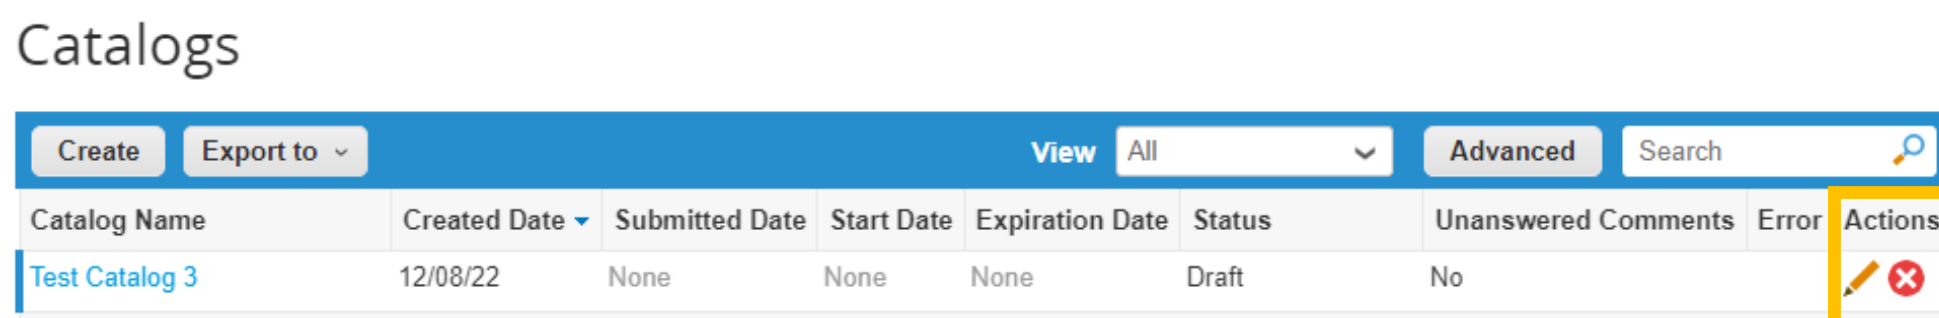 Catalogs
Create Export to View All Advanced Search
Catalog Name Created Date Submitted Date Start Date Expiration Date Status Unanswered Comments Error Actions
Test Catalog 3 12/08/22 None None None Draft No